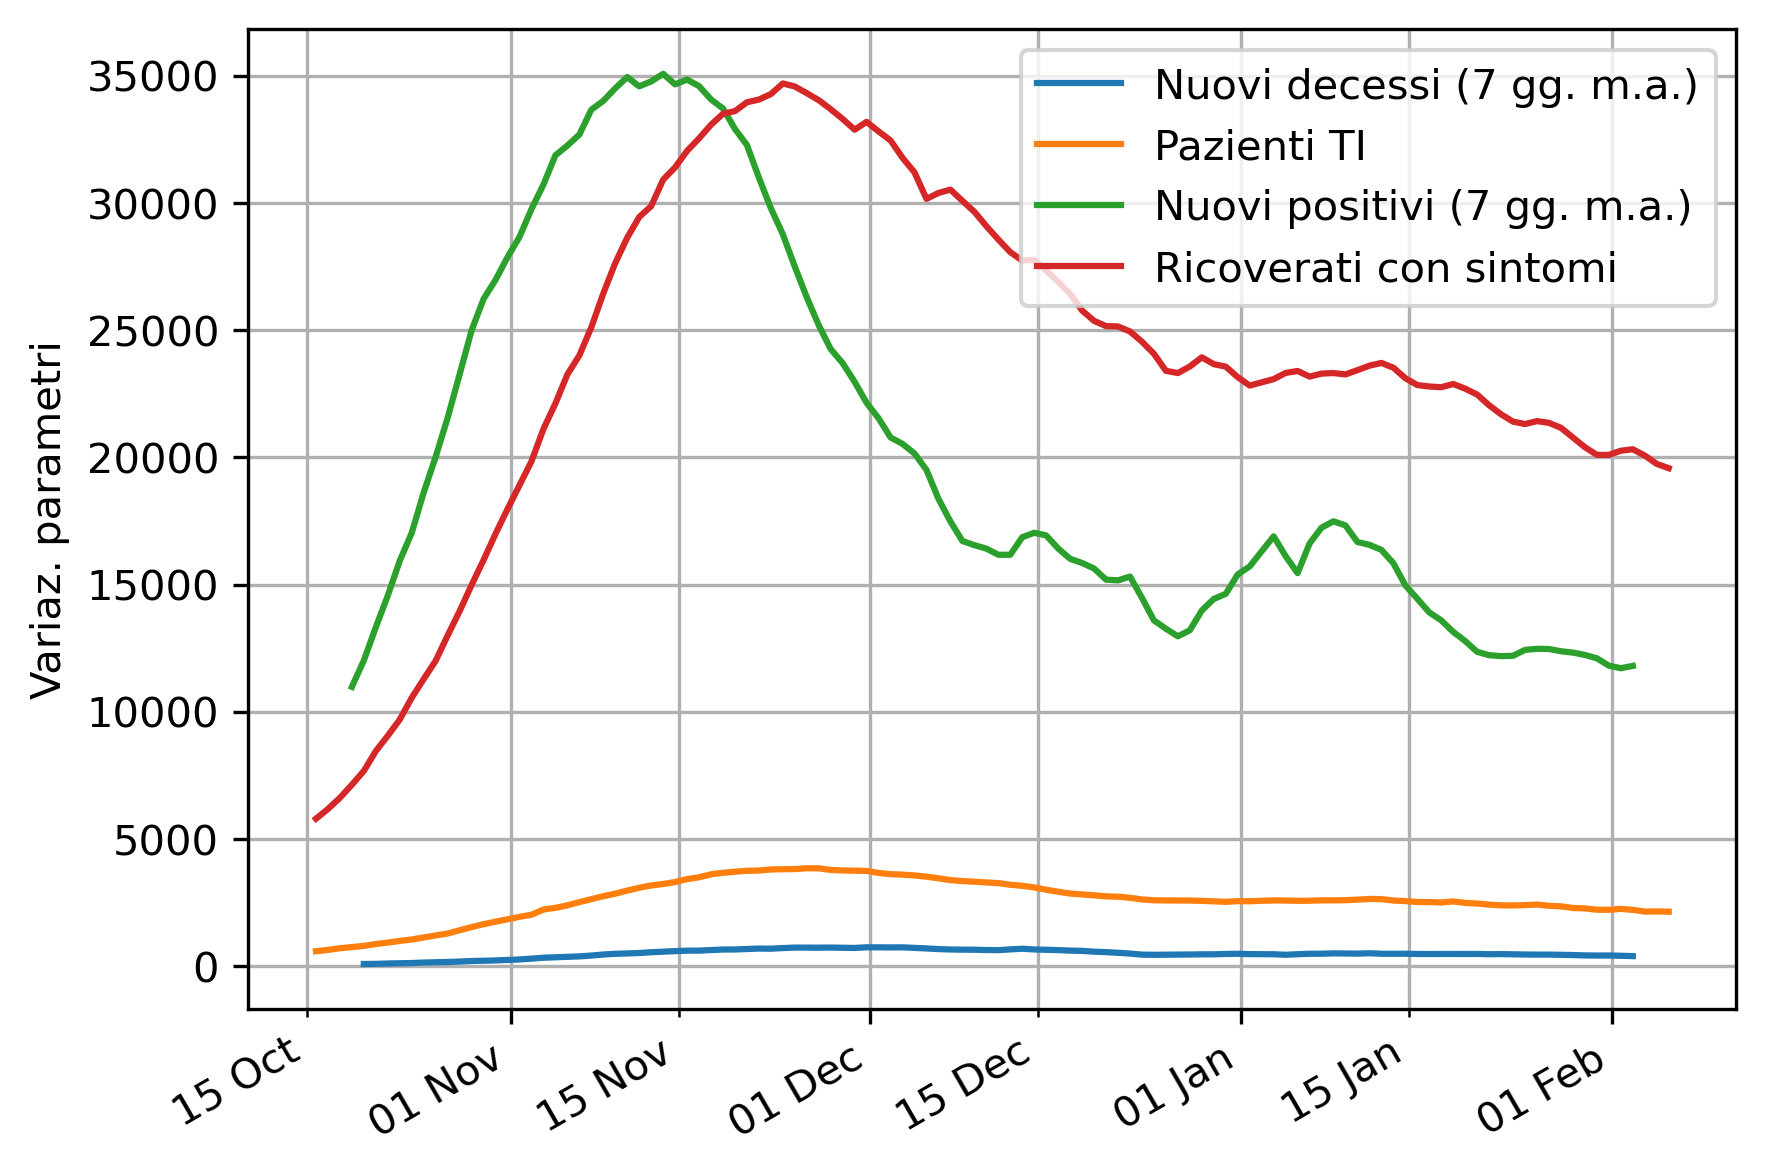 Nuovi decessi (7 gg. m.a.)
Pazienti TI
Nuovi positivi (7 gg. m.a.)
Ricoverati con sintomi
Variaz. parametri
35000
30000
25000
20000
15000
10000
5000
0
15 Oct
01 Nov
15 Nov
01 Dec
15 Dec
01 Jan
15 Jan
01 Feb